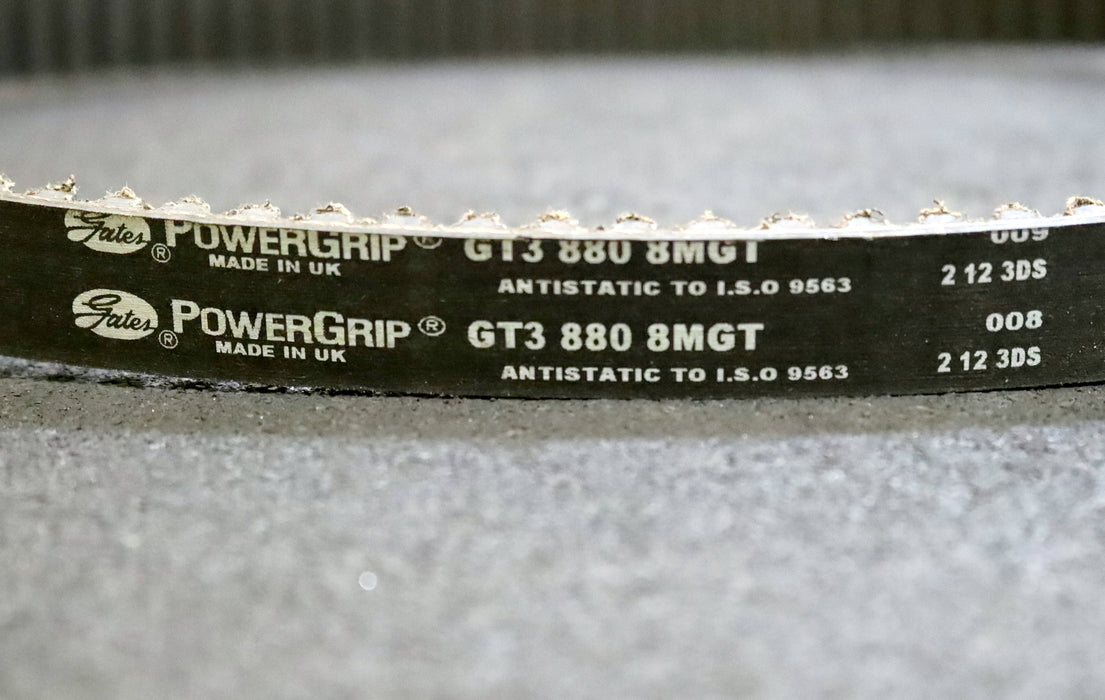 Gates ® POWERGRIP ® GT3 880 8MGT 009
MADE IN UK ANTISTATIC TO I.S.O 9563 2 12 3DS
Gates ® POWERGRIP ® GT3 880 8MGT 008
MADE IN UK ANTISTATIC TO I.S.O 9563 2 12 3DS